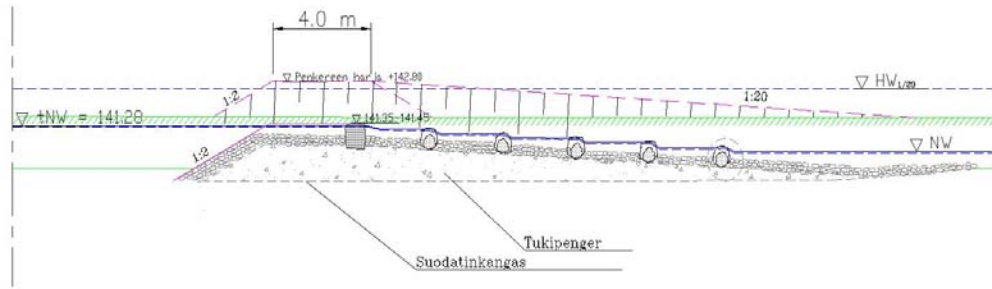 4.0 m
▽ Penkereen harja +142.80
▽ HW1/20
1:2
1:20
▽ tNW = 141.28
▽ 141.35-141.45
1:2
▽ NW
Tukipenger
Suodatinkangas